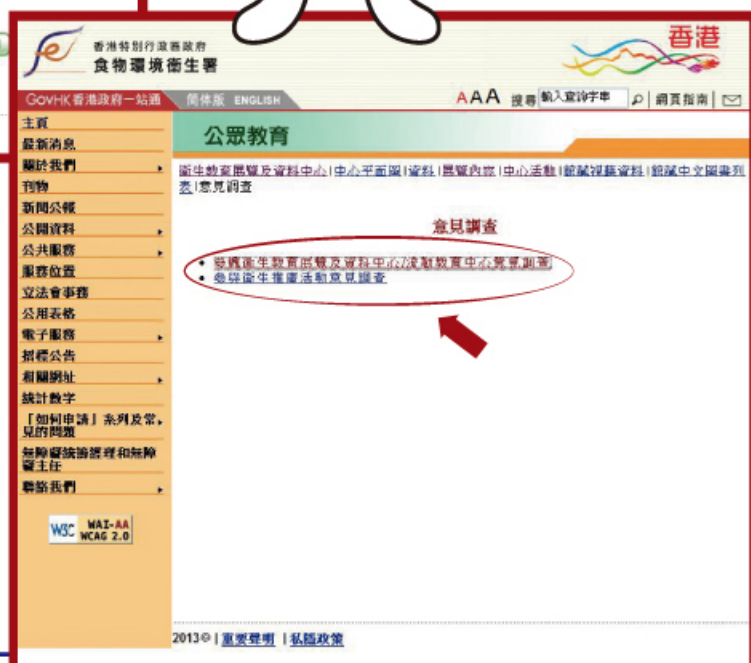 香港特別行政區政府
食物環境衞生署
香港
GOVHK香港政府一站通
简体版 ENGLISH
AAA 搜尋 輸入查詢字串 | 網頁指南 |
主頁
最新消息
關於我們
刊物
新聞公報
公開資料
公共服務
服務位置
立法會事務
公用表格
電子服務
招標公告
相關網址
統計數字
「如何申請」系列及常見的問題
無障礙統籌經理和無障礙主任
聯絡我們
W3C WAI-AA
WCAG 2.0
公眾教育
衞生教育展覽及資料中心 | 中心平面圖 | 資料 | 展覽內容 | 中心活動 | 館藏視聽資料 | 館藏中文圖書列
表 | 意見調查
意見調查
參觀衞生教育展覽及資料中心/流動教育中心意見調查
參與衞生推廣活動意見調查
2013© | 重要聲明 | 私隱政策